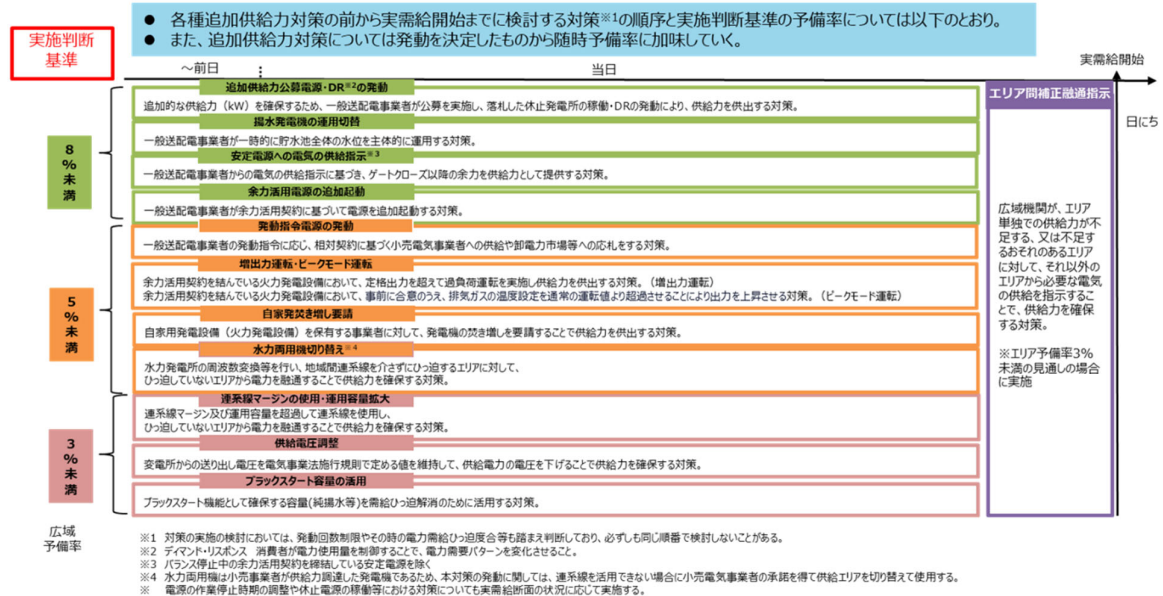 ● 各種追加供給力対策の前から実需給開始までに検討する対策※1の順序と実施判断基準の予備率については以下のとおり。
● また、追加供給力対策については発動を決定したものから随時予備率に加味していく。
実施判断
基準
～前日
当日
実需給開始
日にち
8%未満
追加供給力公募電源・DR※2の発動
追加的な供給力（kW）を確保するため、一般送配電事業者が公募を実施し、落札した休止発電所の稼働・DRの発動により、供給力を供出する対策。
揚水発電機の運用切替
一般送配電事業者が一時的に貯水池全体の水位を主体的に運用する対策。
安定電源への電気の供給指示※3
一般送配電事業者からの電気の供給指示に基づき、ゲートクローズ以降の余力を供給力として提供する対策。
余力活用電源の追加起動
一般送配電事業者が余力活用契約に基づいて電源を追加起動する対策。
5%未満
発動指令電源の発動
一般送配電事業者の発動指令に応じ、相対契約に基づく小売電気事業者への供給や卸電力市場等への応札をする対策。
増出力運転・ピークモード運転
余力活用契約を結んでいる火力発電設備において、定格出力を超えて過負荷運転を実施し供給力を供出する対策。（増出力運転）
余力活用契約を結んでいる火力発電設備において、事前に合意のうえ、排気ガスの温度設定を通常の運転値より超過させることにより出力を上昇させる対策。（ピークモード運転）
自家発焚き増し要請
自家用発電設備（火力発電設備）を保有する事業者に対して、発電機の焚き増しを要請することで供給力を供出する対策。
水力両用機切り替え※4
水力発電所の周波数変換等を行い、地域間連系線を介さずにひっ迫するエリアに対して、
ひっ迫していないエリアから電力を融通することで供給力を確保する対策。
3%未満
連系線マージンの使用・運用容量拡大
連系線マージン及び運用容量を超過して連系線を使用し、
ひっ迫していないエリアから電力を融通することで供給力を確保する対策。
供給電圧調整
変電所からの送り出し電圧を電気事業法施行規則で定める値を維持して、供給電力の電圧を下げることで供給力を確保する対策。
ブラックスタート容量の活用
ブラックスタート機能として確保する容量(純揚水等)を需給ひっ迫解消のために活用する対策。
広域
予備率
エリア間補正融通指示
広域機関が、エリア
単独での供給力が不
足する、又は不足す
るおそれのあるエリア
に対して、それ以外の
エリアから必要な電気
の供給を指示するこ
とで、供給力を確保
する対策。
※エリア予備率3%
未満の見通しの場合
に実施
※1 対策の実施の検討においては、発動回数制限やその時の電力需給ひっ迫度合等も踏まえ判断しており、必ずしも同じ順番で検討しないことがある。
※2 ディマンド・リスポンス 消費者が電力使用量を制御することで、電力需要パターンを変化させること。
※3 バランス停止中の余力活用契約を締結している安定電源を除く
※4 水力両用機は小売事業者が供給力調達した発電機であるため、本対策の発動に関しては、連系線を活用できない場合に小売電気事業者の承諾を得て供給エリアを切り替えて使用する。
※ 電源の作業停止時期の調整や休止電源の稼働等における対策についても実需給断面の状況に応じて実施する。